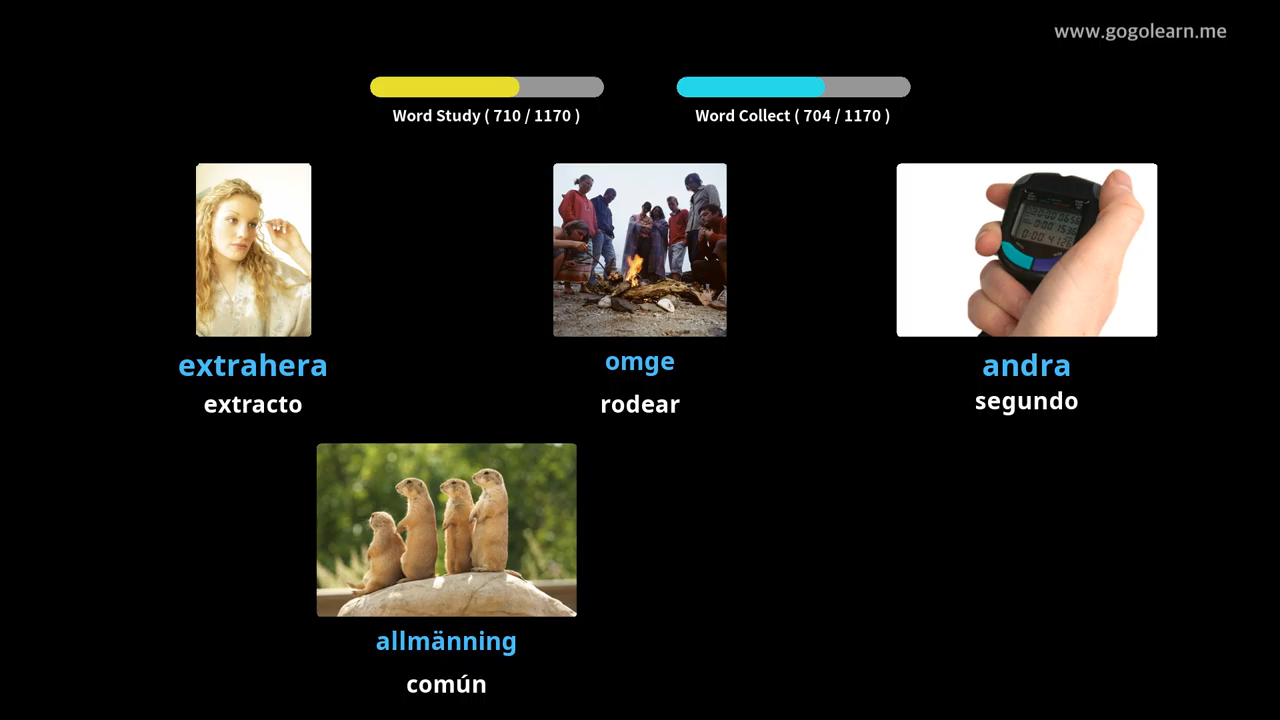 www.gogolearn.me
Word Study ( 710 / 1170 )
Word Collect ( 704 / 1170 )
extrahera
extracto
omge
rodear
andra
segundo
allmänning
común